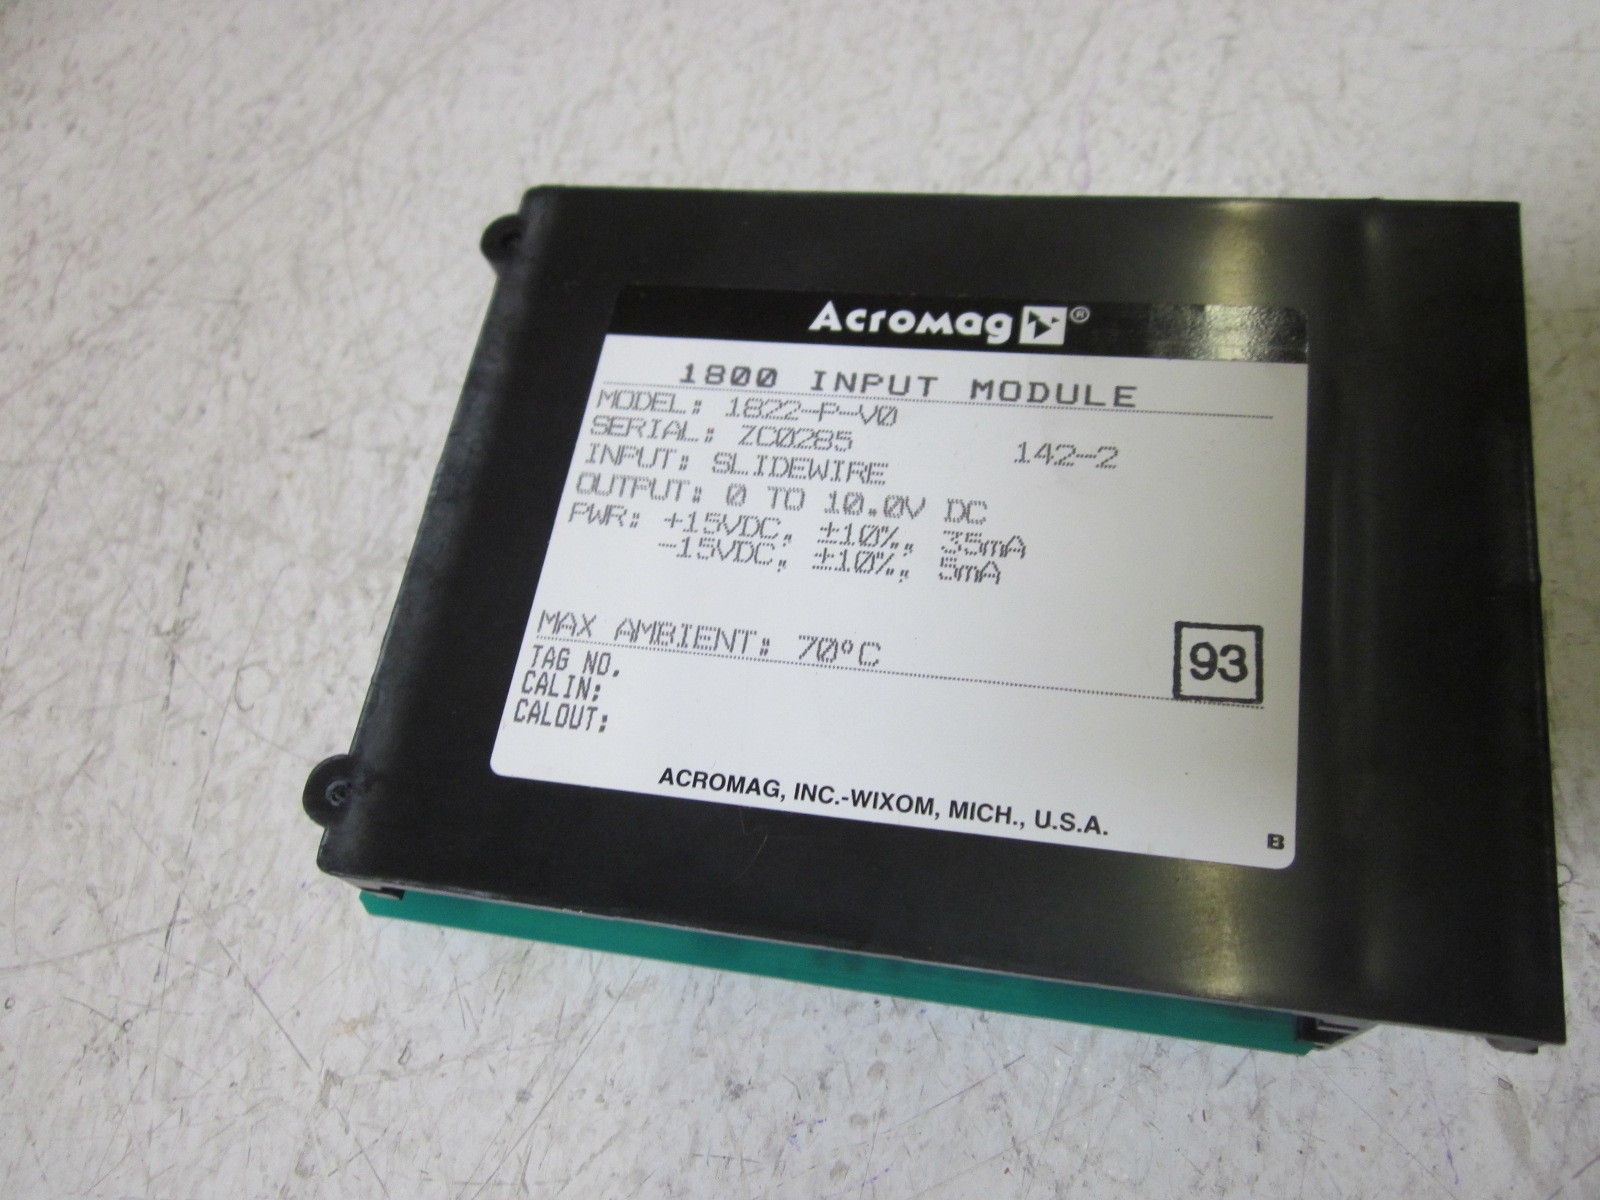 Acromag ®
1800 INPUT MODULE
MODEL: 1822-P-V0
SERIAL: ZC0285 142-2
INPUT: SLIDEWIRE
OUTPUT: 0 TO 10.0V DC
PWR: +15VDC, ±10%, 35mA
-15VDC, ±10%, 5mA
MAX AMBIENT: 70°C
93
TAG NO.
CALIN:
CALOUT:
ACROMAG, INC.-WIXOM, MICH., U.S.A.
B